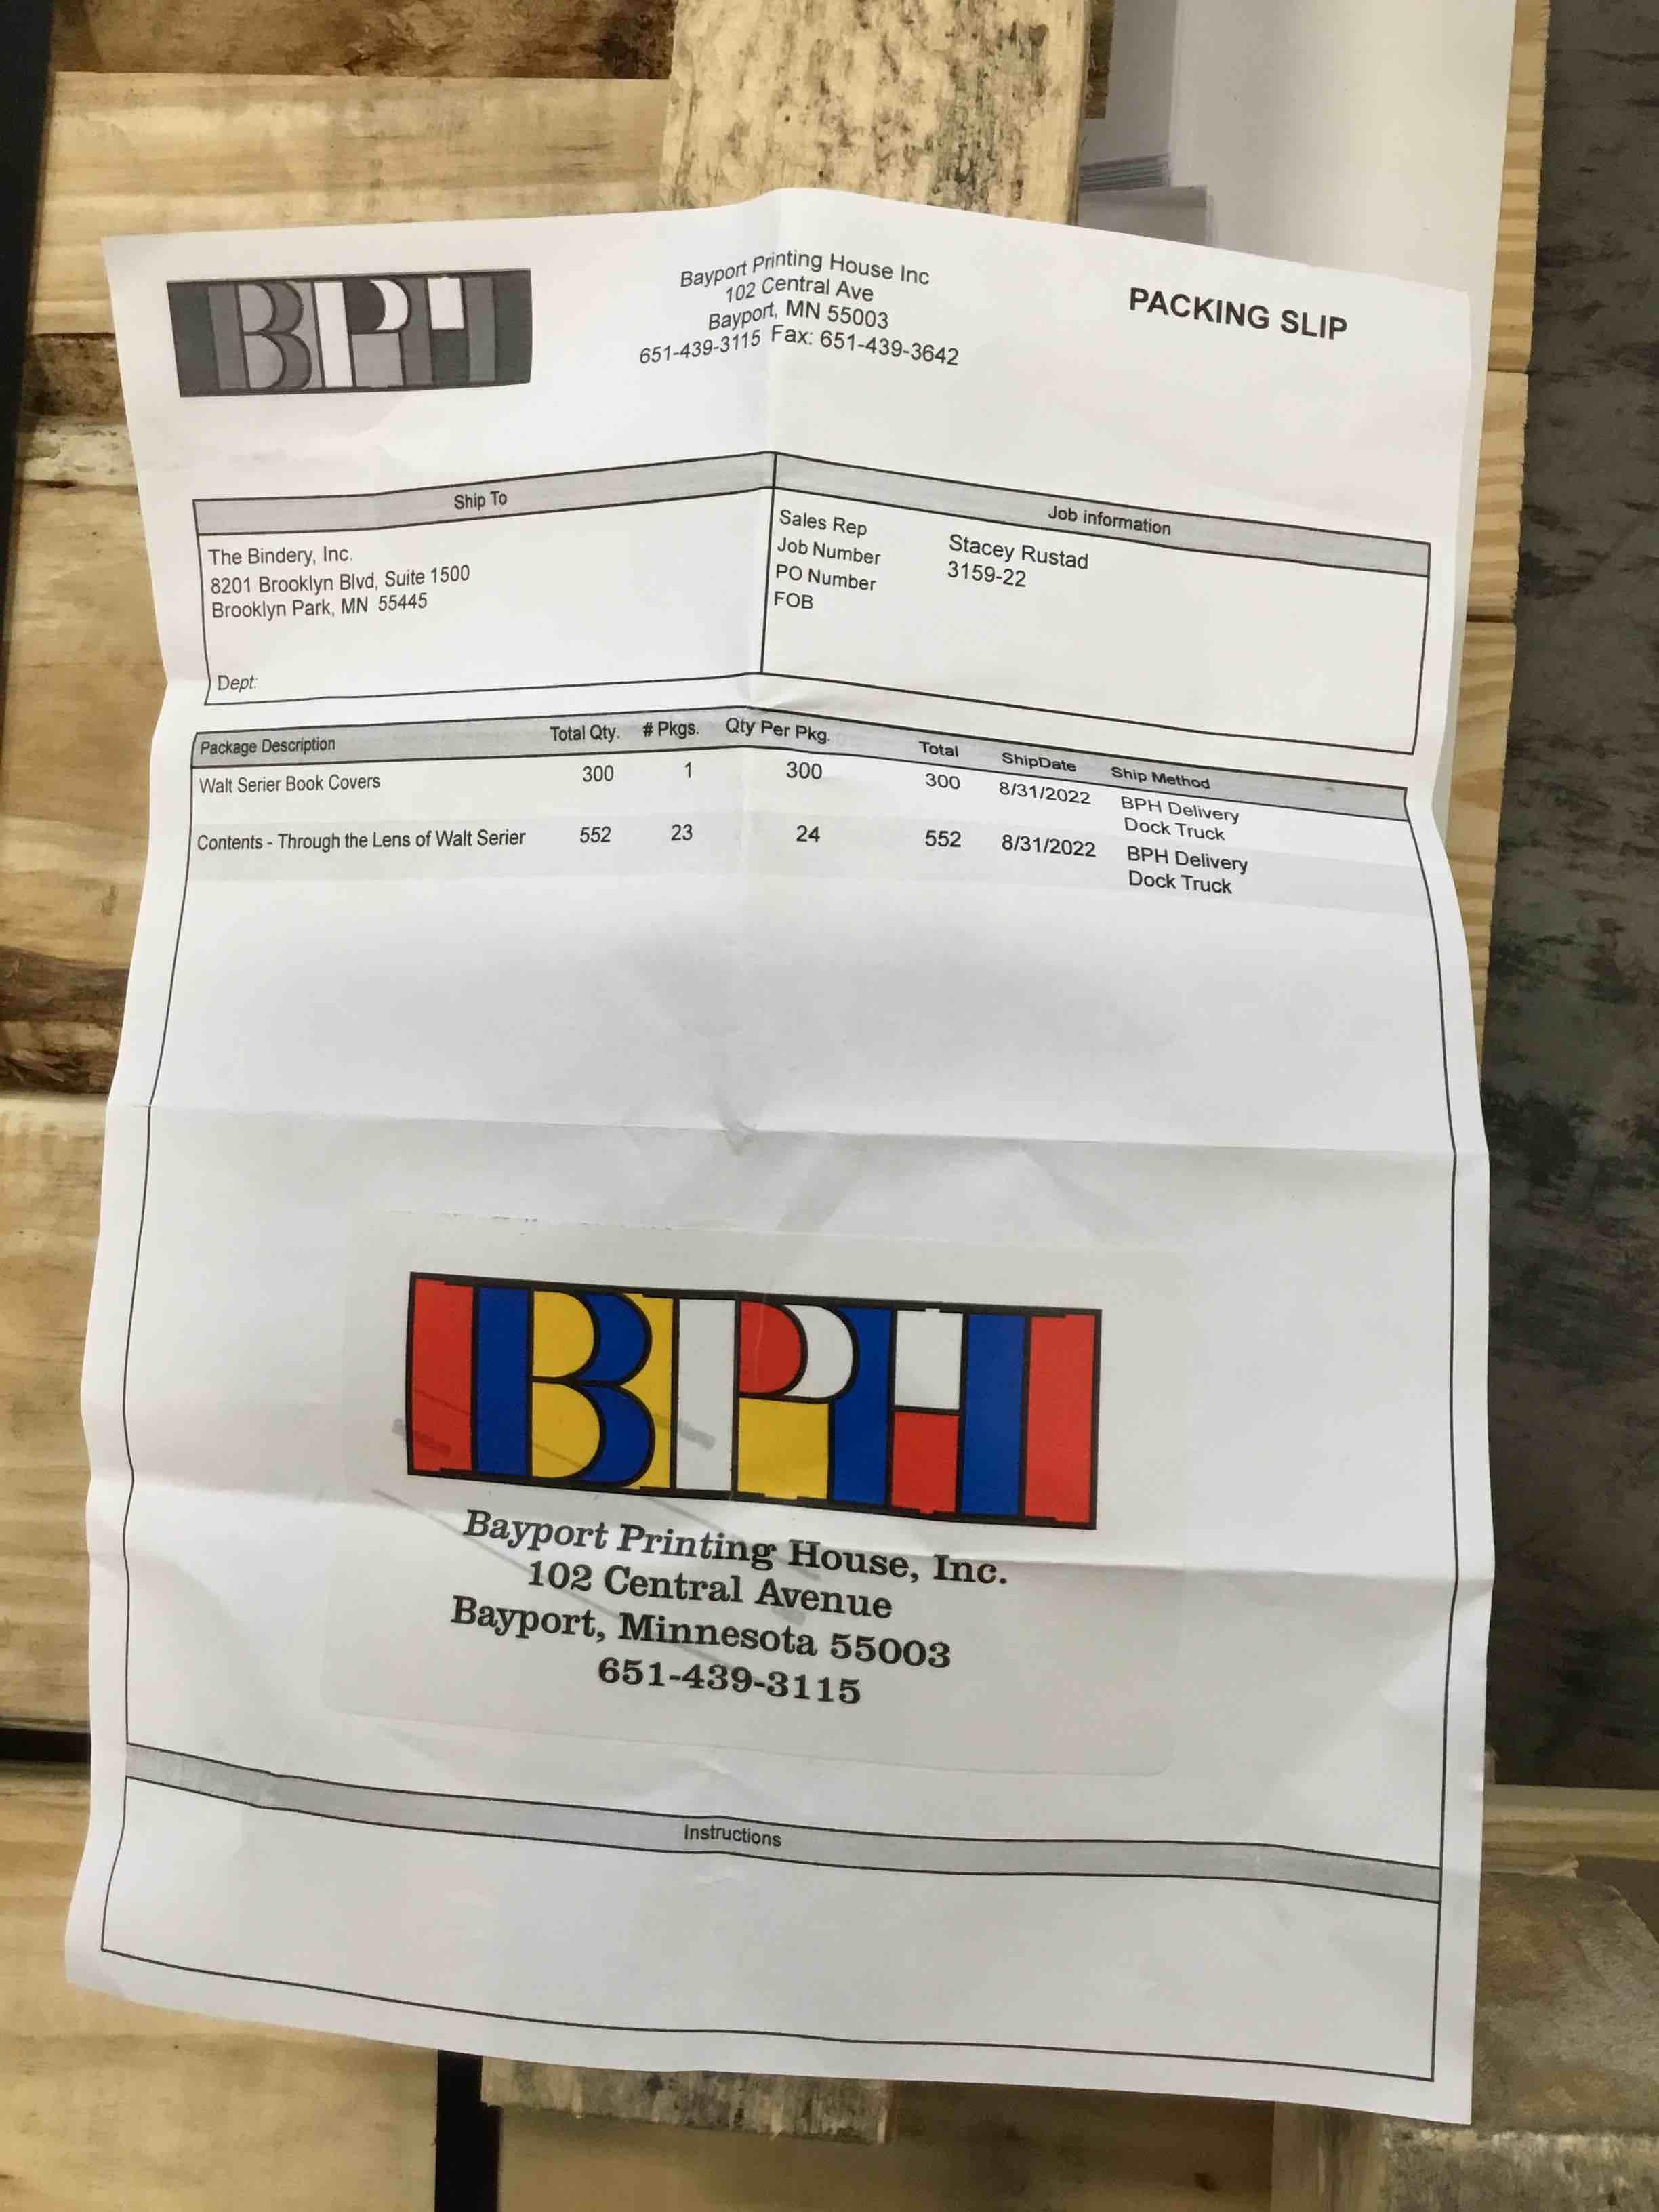 BPH
Bayport Printing House Inc
102 Central Ave
Bayport, MN 55003
651-439-3115 Fax: 651-439-3642
PACKING SLIP
Ship To
The Bindery, Inc.
8201 Brooklyn Blvd, Suite 1500
Brooklyn Park, MN 55445
Dept:
Job information
Sales Rep Stacey Rustad
Job Number 3159-22
PO Number
FOB
Package Description Total Qty. # Pkgs. Qty Per Pkg. Total ShipDate Ship Method
Walt Serier Book Covers 300 1 300 300 8/31/2022 BPH Delivery
Dock Truck
Contents - Through the Lens of Walt Serier 552 23 24 552 8/31/2022 BPH Delivery
Dock Truck
BPH
Bayport Printing House, Inc.
102 Central Avenue
Bayport, Minnesota 55003
651-439-3115
Instructions